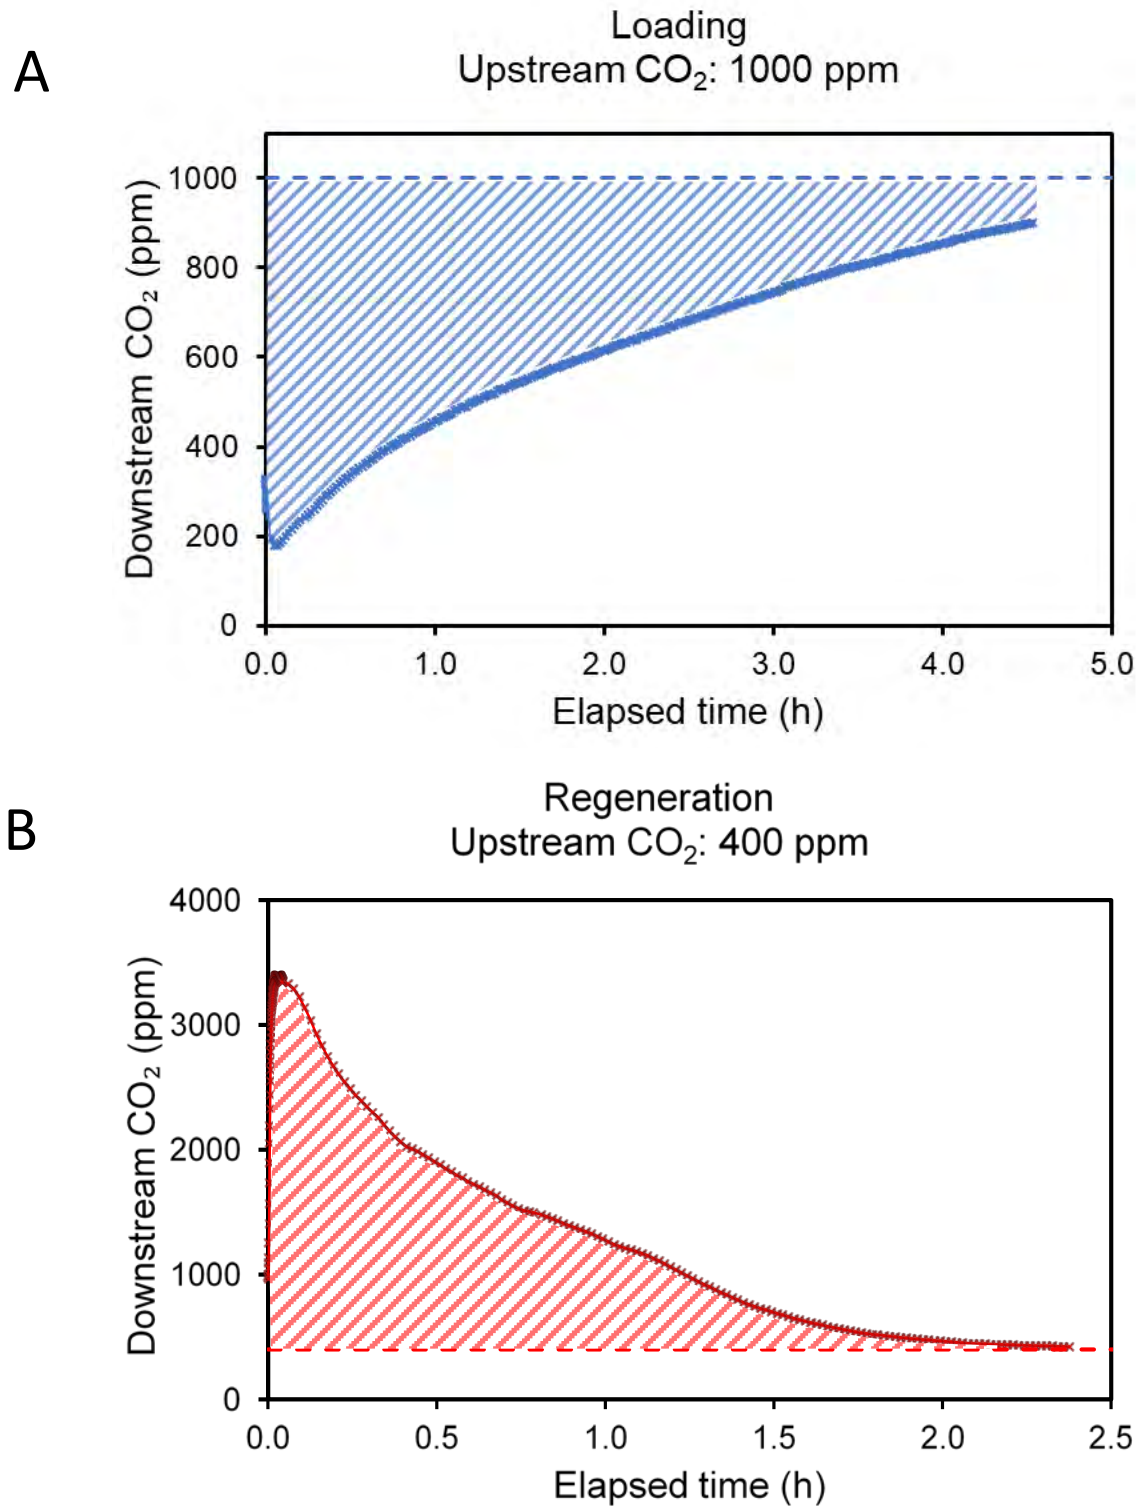 A
Loading
Upstream CO₂: 1000 ppm
Downstream CO₂ (ppm)
1000
800
600
400
200
0
0.0 1.0 2.0 3.0 4.0 5.0
Elapsed time (h)
B
Regeneration
Upstream CO₂: 400 ppm
Downstream CO₂ (ppm)
4000
3000
2000
1000
0
0.0 0.5 1.0 1.5 2.0 2.5
Elapsed time (h)